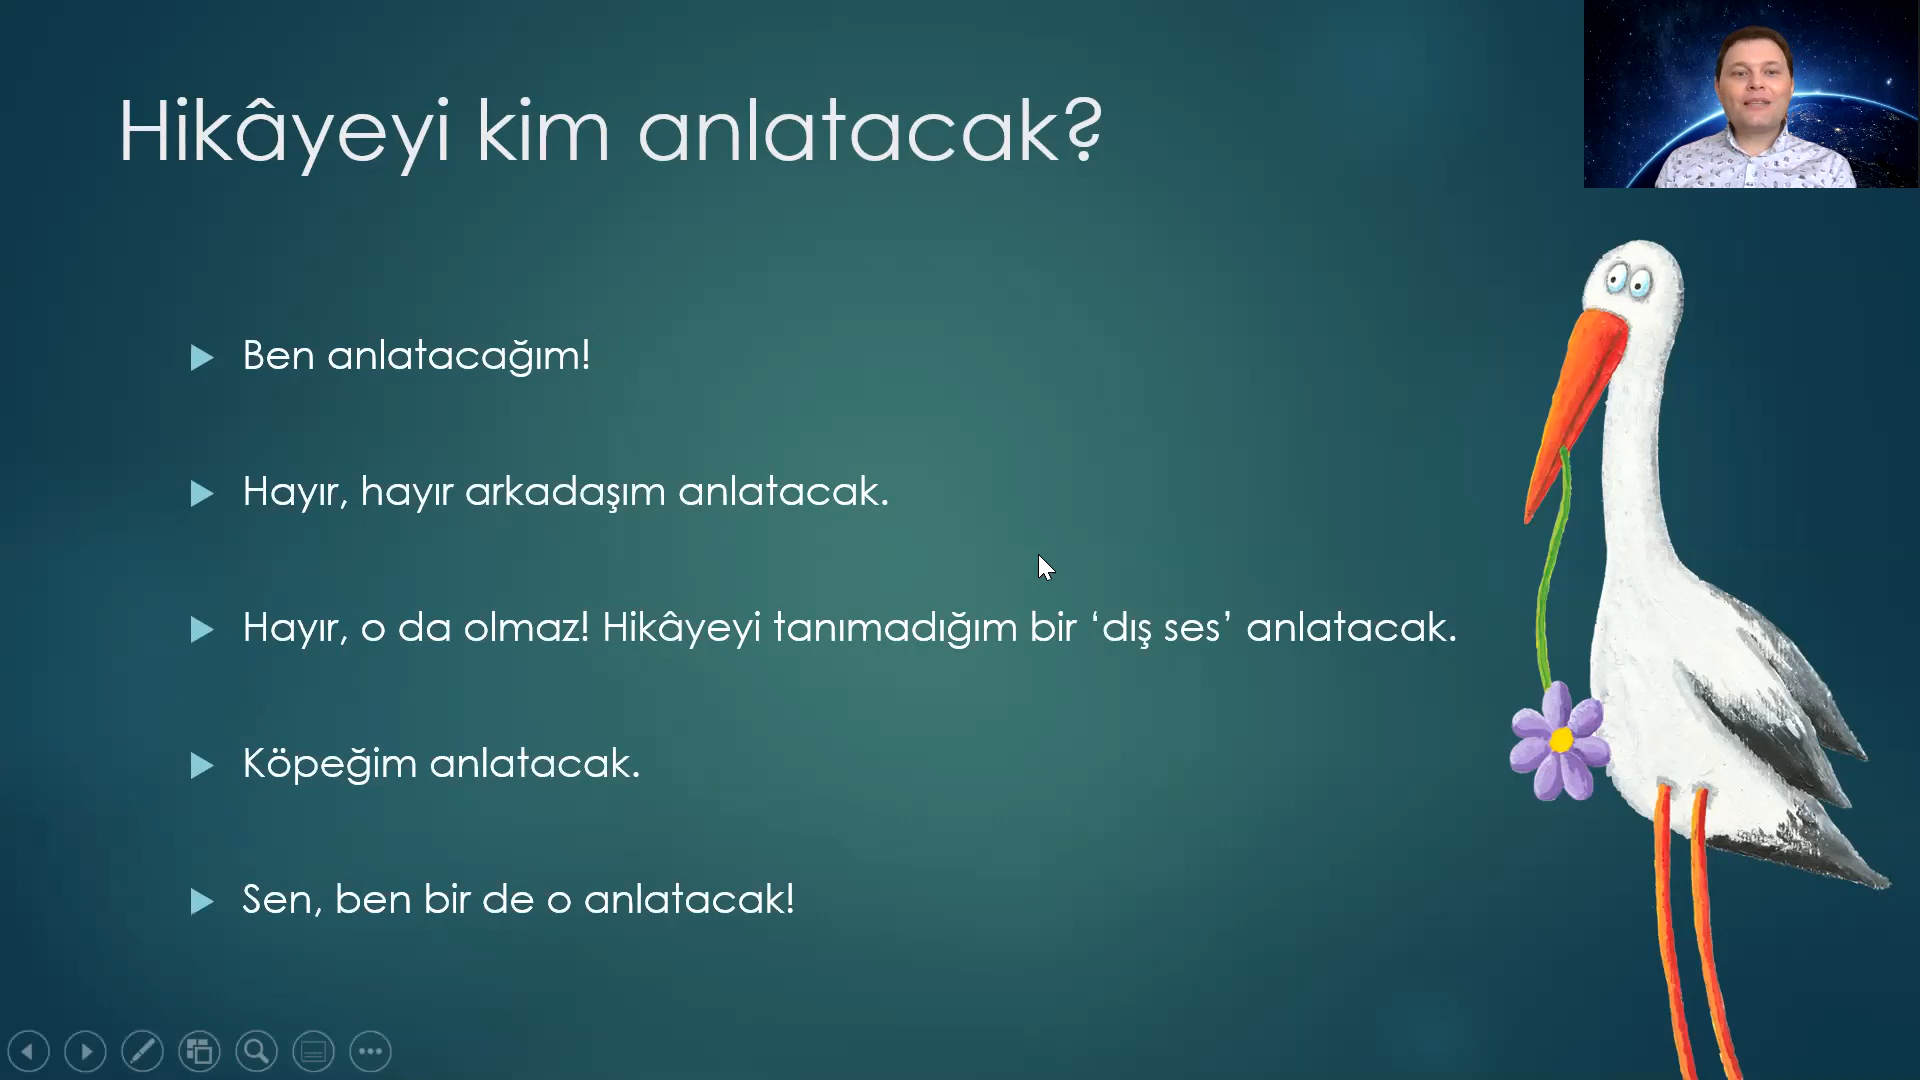 Hikâyeyi kim anlatacak?
Ben anlatacağım!
Hayır, hayır arkadaşım anlatacak.
Hayır, o da olmaz! Hikâyeyi tanımadığım bir ‘dış ses’ anlatacak.
Köpeğim anlatacak.
Sen, ben bir de o anlatacak!